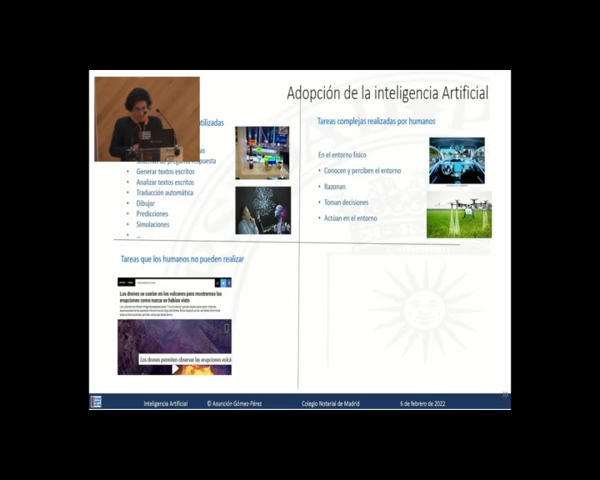 Adopción de la inteligencia Artificial
Generar textos escritos
Analizar textos escritos
Traducción automática
Dibujar
Predicciones
Simulaciones
...
Tareas complejas realizadas por humanos
En el entorno físico
Conocen y perciben el entorno
Razonan
Toman decisiones
Actúan en el entorno
Tareas que los humanos no pueden realizar
Los drones se cuelan en los volcanes para mostrarnos las
erupciones como nunca se habían visto
Los drones permiten observar las erupciones volcá
Inteligencia Artificial © Asunción Gómez-Pérez Colegio Notarial de Madrid 6 de febrero de 2022